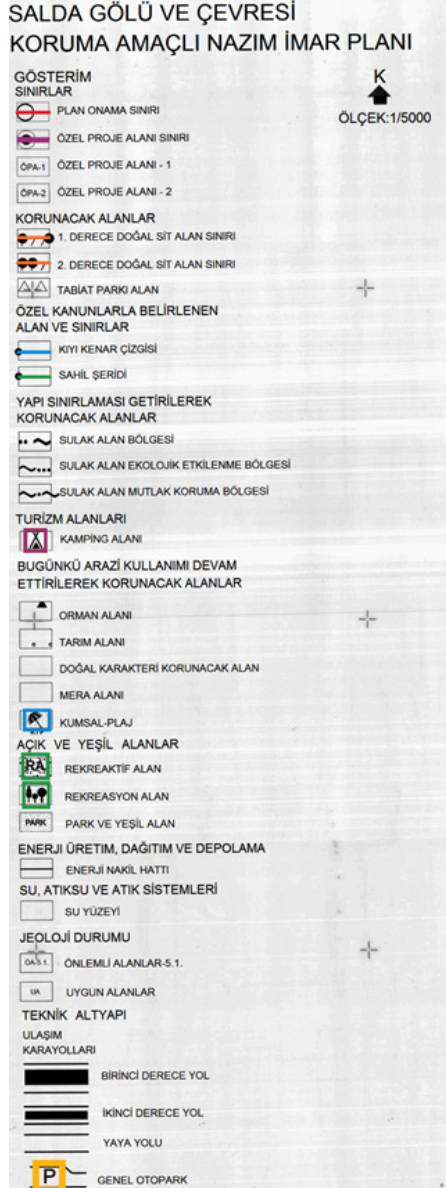 SALDA GÖLÜ VE ÇEVRESİ
KORUMA AMAÇLI NAZIM İMAR PLANI
GÖSTERİM
K
ÖLÇEK:1/5000
SINIRLAR
PLAN ONAMA SINIRI
ÖZEL PROJE ALANI SINIRI
ÖPA-1 ÖZEL PROJE ALANI - 1
ÖPA-2 ÖZEL PROJE ALANI - 2
KORUNACAK ALANLAR
1. DERECE DOĞAL SİT ALAN SINIRI
2. DERECE DOĞAL SİT ALAN SINIRI
TABİAT PARKI ALAN
ÖZEL KANUNLARLA BELİRLENEN
ALAN VE SINIRLAR
KIYI KENAR ÇİZGİSİ
SAHİL ŞERİDİ
YAPI SINIRLAMASI GETİRİLEREK
KORUNACAK ALANLAR
SULAK ALAN BÖLGESİ
SULAK ALAN EKOLOJİK ETKİLENME BÖLGESİ
SULAK ALAN MUTLAK KORUMA BÖLGESİ
TURİZM ALANLARI
KAMPİNG ALANI
BUGÜNKÜ ARAZİ KULLANIMI DEVAM
ETTİRİLEREK KORUNACAK ALANLAR
ORMAN ALANI
TARIM ALANI
DOĞAL KARAKTERİ KORUNACAK ALAN
MERA ALANI
KUMSAL-PLAJ
AÇIK VE YEŞİL ALANLAR
RA REKREAKTİF ALAN
REKREASYON ALAN
PARK PARK VE YEŞİL ALAN
ENERJİ ÜRETİM, DAĞITIM VE DEPOLAMA
ENERJİ NAKİL HATTI
SU, ATIKSU VE ATIK SİSTEMLERİ
SU YÜZEYİ
JEOLOJİ DURUMU
ÖA-5.1. ÖNLEMLİ ALANLAR-5.1.
UA UYGUN ALANLAR
TEKNİK ALTYAPI
ULAŞIM
KARAYOLLARI
BİRİNCİ DERECE YOL
İKİNCİ DERECE YOL
YAYA YOLU
P GENEL OTOPARK